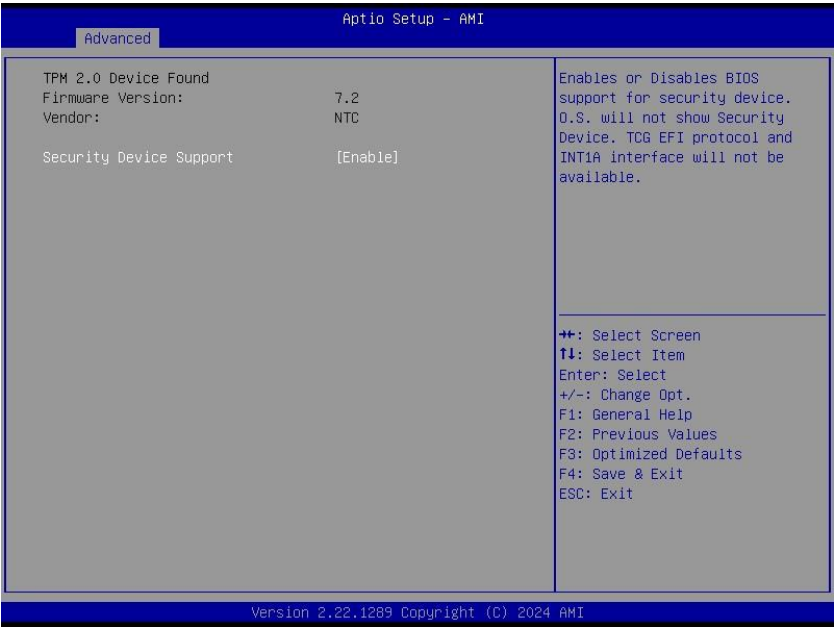 Aptio Setup - AMI
Advanced
TPM 2.0 Device Found
Firmware Version: 7.2
Vendor: NTC
Security Device Support [Enable]
Enables or Disables BIOS
support for security device.
O.S. will not show Security
Device. TCG EFI protocol and
INT1A interface will not be
available.
→←: Select Screen
↑↓: Select Item
Enter: Select
+/-: Change Opt.
F1: General Help
F2: Previous Values
F3: Optimized Defaults
F4: Save & Exit
ESC: Exit
Version 2.22.1289 Copyright (C) 2024 AMI